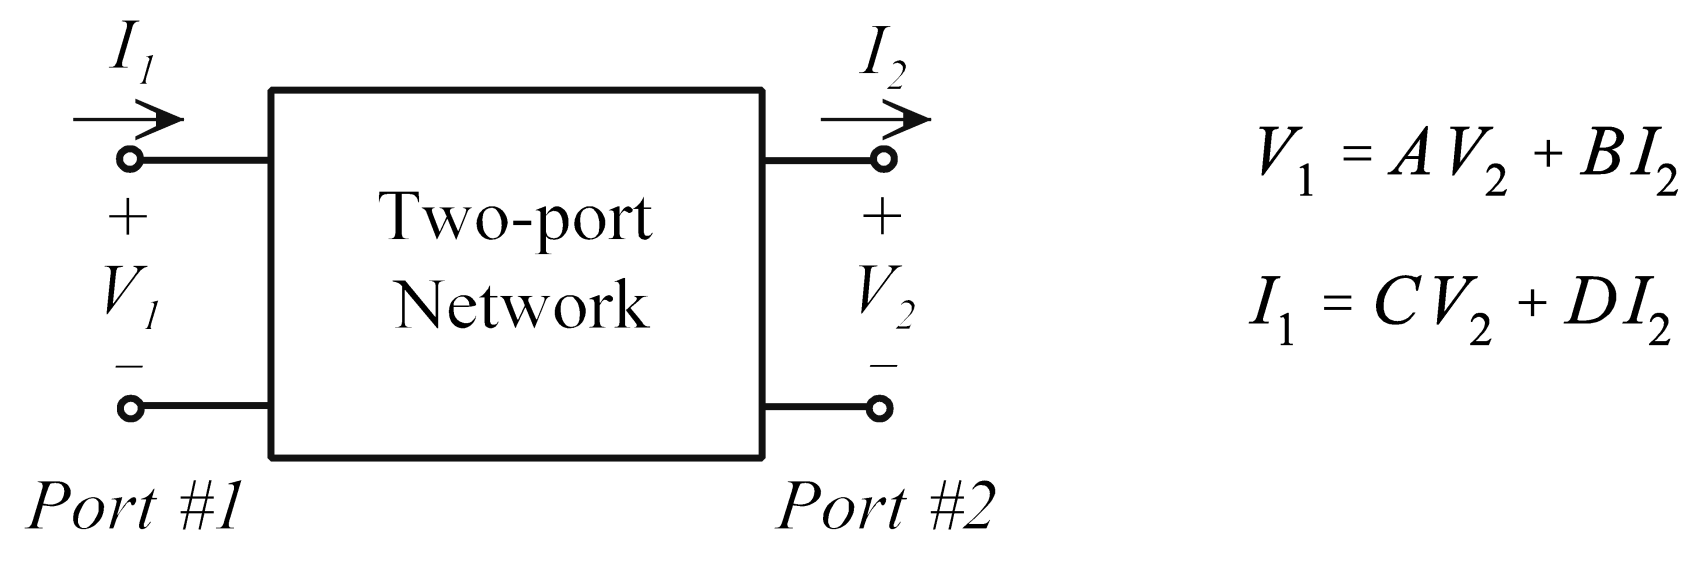 I1 I2
V1 = AV2 + BI2
+ Two-port +
V1 Network V2
I1 = CV2 + DI2
− −
Port #1 Port #2